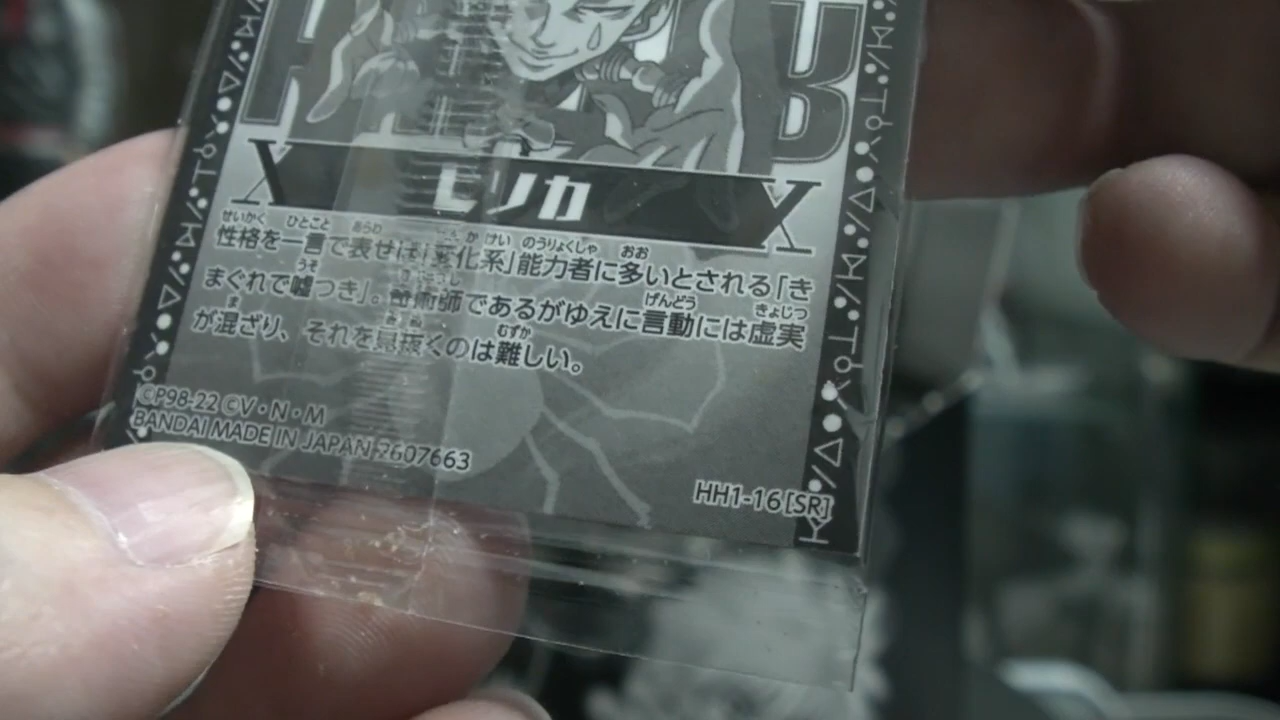 X ヒソカ X
性格を一言で表せば「変化系」能力者に多いとされる「き
まぐれで嘘つき」。奇術師であるがゆえに言動には虚実
が混ざり、それを見抜くのは難しい。
©P98-22 ©V・N・M
BANDAI MADE IN JAPAN 2607663
HH1-16[SR]